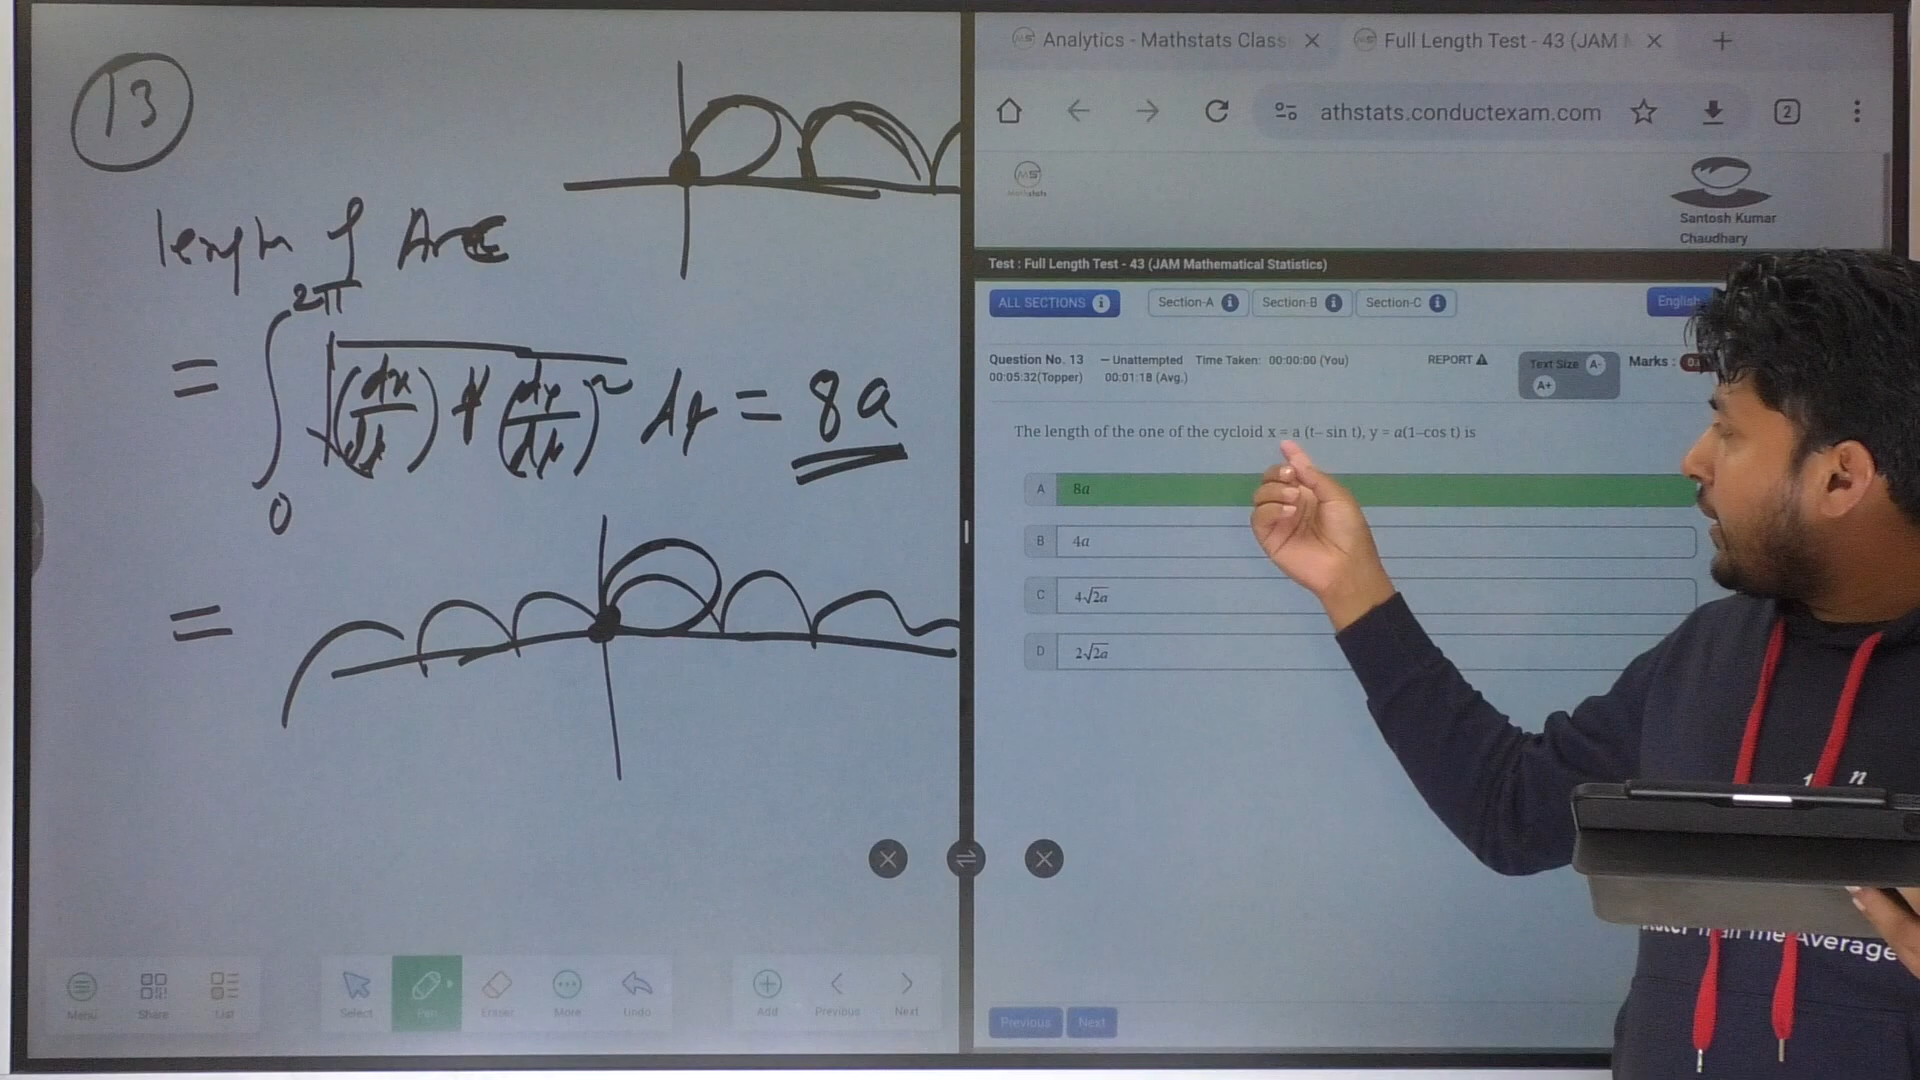 13
length of Arc
2π
= ∫ √(dx/dt) + (dy/dt)² dt = 8a
0
=
Menu
Share
List
Select
Pen
Eraser
More
Undo
Add
Previous
Next
Analytics - Mathstats Class
Full Length Test - 43 (JAM
athstats.conductexam.com
2
MS
Santosh Kumar
Chaudhary
Test : Full Length Test - 43 (JAM Mathematical Statistics)
ALL SECTIONS
Section-A
Section-B
Section-C
English
Question No. 13 – Unattempted Time Taken: 00:00:00 (You)
00:05:32(Topper) 00:01:18 (Avg.)
REPORT
Text Size A-
A+
Marks :
The length of the one of the cycloid x = a (t– sin t), y = a(1–cos t) is
A 8a
B 4a
C 4√2a
D 2√2a
Previous
Next
n
Than The Average